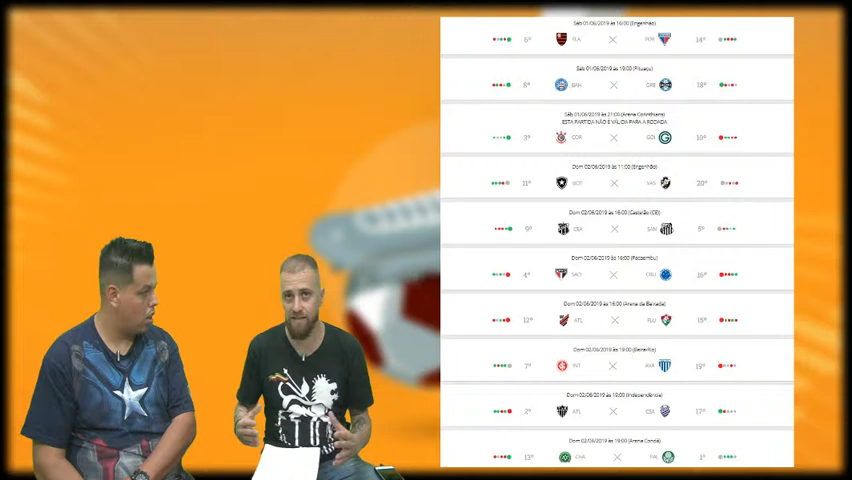 Sáb 01/06/2019 às 16:00 (Engenhão)
6º FLA FOR 14º
Sáb 01/06/2019 às 19:00 (Pituaçu)
8º BAH GRE 18º
Sáb 01/06/2019 às 21:00 (Arena Corinthians)
ESTA PARTIDA NÃO É VÁLIDA PARA A RODADA
3º COR GOI 10º
Dom 02/06/2019 às 11:00 (Engenhão)
11º BOT VAS 20º
Dom 02/06/2019 às 16:00 (Castelão (CE))
9º CEA SAN 5º
Dom 02/06/2019 às 16:00 (Pacaembu)
4º SAO CRU 16º
Dom 02/06/2019 às 16:00 (Arena da Baixada)
12º ATL FLU 15º
Dom 02/06/2019 às 19:00 (Beira-Rio)
7º INT AVA 19º
Dom 02/06/2019 às 19:00 (Independência)
2º ATL CSA 17º
Dom 02/06/2019 às 19:00 (Arena Condá)
13º CHA PAL 1º